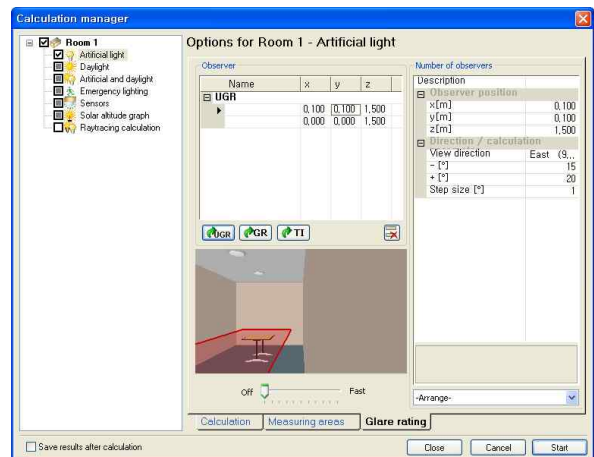 Calculation manager
Room 1
Artificial light
Daylight
Artificial and daylight
Emergency lighting
Sensors
Solar altitude graph
Raytracing calculation
Options for Room 1 - Artificial light
Observer
Name x y z
UGR
0,100 0,100 1,500
0,000 0,000 1,500
UGR GR TI
Off Fast
Number of observers
Description
Observer position
x[m] 0,100
y[m] 0,100
z[m] 1,500
Direction / calculation
View direction East (9...
- [°] 15
+ [°] 20
Step size [°] 1
-Arrange-
Calculation Measuring areas Glare rating
Save results after calculation
Close Cancel Start